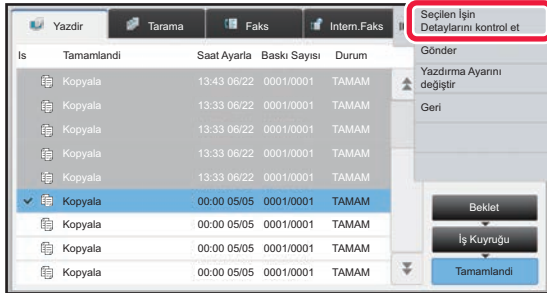 Yazdir Tarama Faks Intern.Faks
Seçilen İşin
Detaylarını kontrol et
Gönder
Yazdırma Ayarını
değiştir
Geri
Is Tamamlandi Saat Ayarla Baskı Sayısı Durum
Kopyala 13:43 06/22 0001/0001 TAMAM
Kopyala 13:33 06/22 0001/0001 TAMAM
Kopyala 13:33 06/22 0001/0001 TAMAM
Kopyala 13:33 06/22 0001/0001 TAMAM
Kopyala 13:33 06/22 0001/0001 TAMAM
Kopyala 00:00 05/05 0001/0001 TAMAM
Kopyala 00:00 05/05 0001/0001 TAMAM
Kopyala 00:00 05/05 0001/0001 TAMAM
Kopyala 00:00 05/05 0001/0001 TAMAM
Beklet
İş Kuyruğu
Tamamlandi